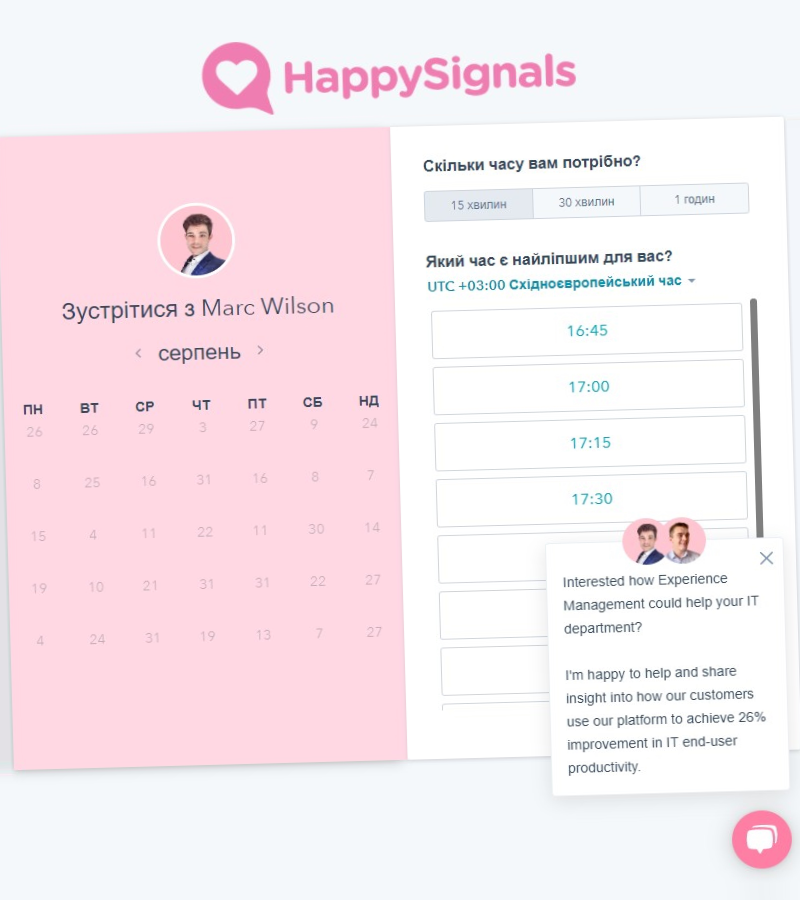 HappySignals
Зустрітися з Marc Wilson
серпень
ПН ВТ СР ЧТ ПТ СБ НД
26 26 29 3 27 9 24
8 25 16 31 16 8 7
15 4 11 22 11 30 14
19 10 21 31 31 22 27
4 24 31 19 13 7 27
Скільки часу вам потрібно?
15 хвилин 30 хвилин 1 годин
Який час є найліпшим для вас?
UTC +03:00 Східноєвропейський час
16:45
17:00
17:15
17:30
Interested how Experience
Management could help your IT
department?
I'm happy to help and share
insight into how our customers
use our platform to achieve 26%
improvement in IT end-user
productivity.